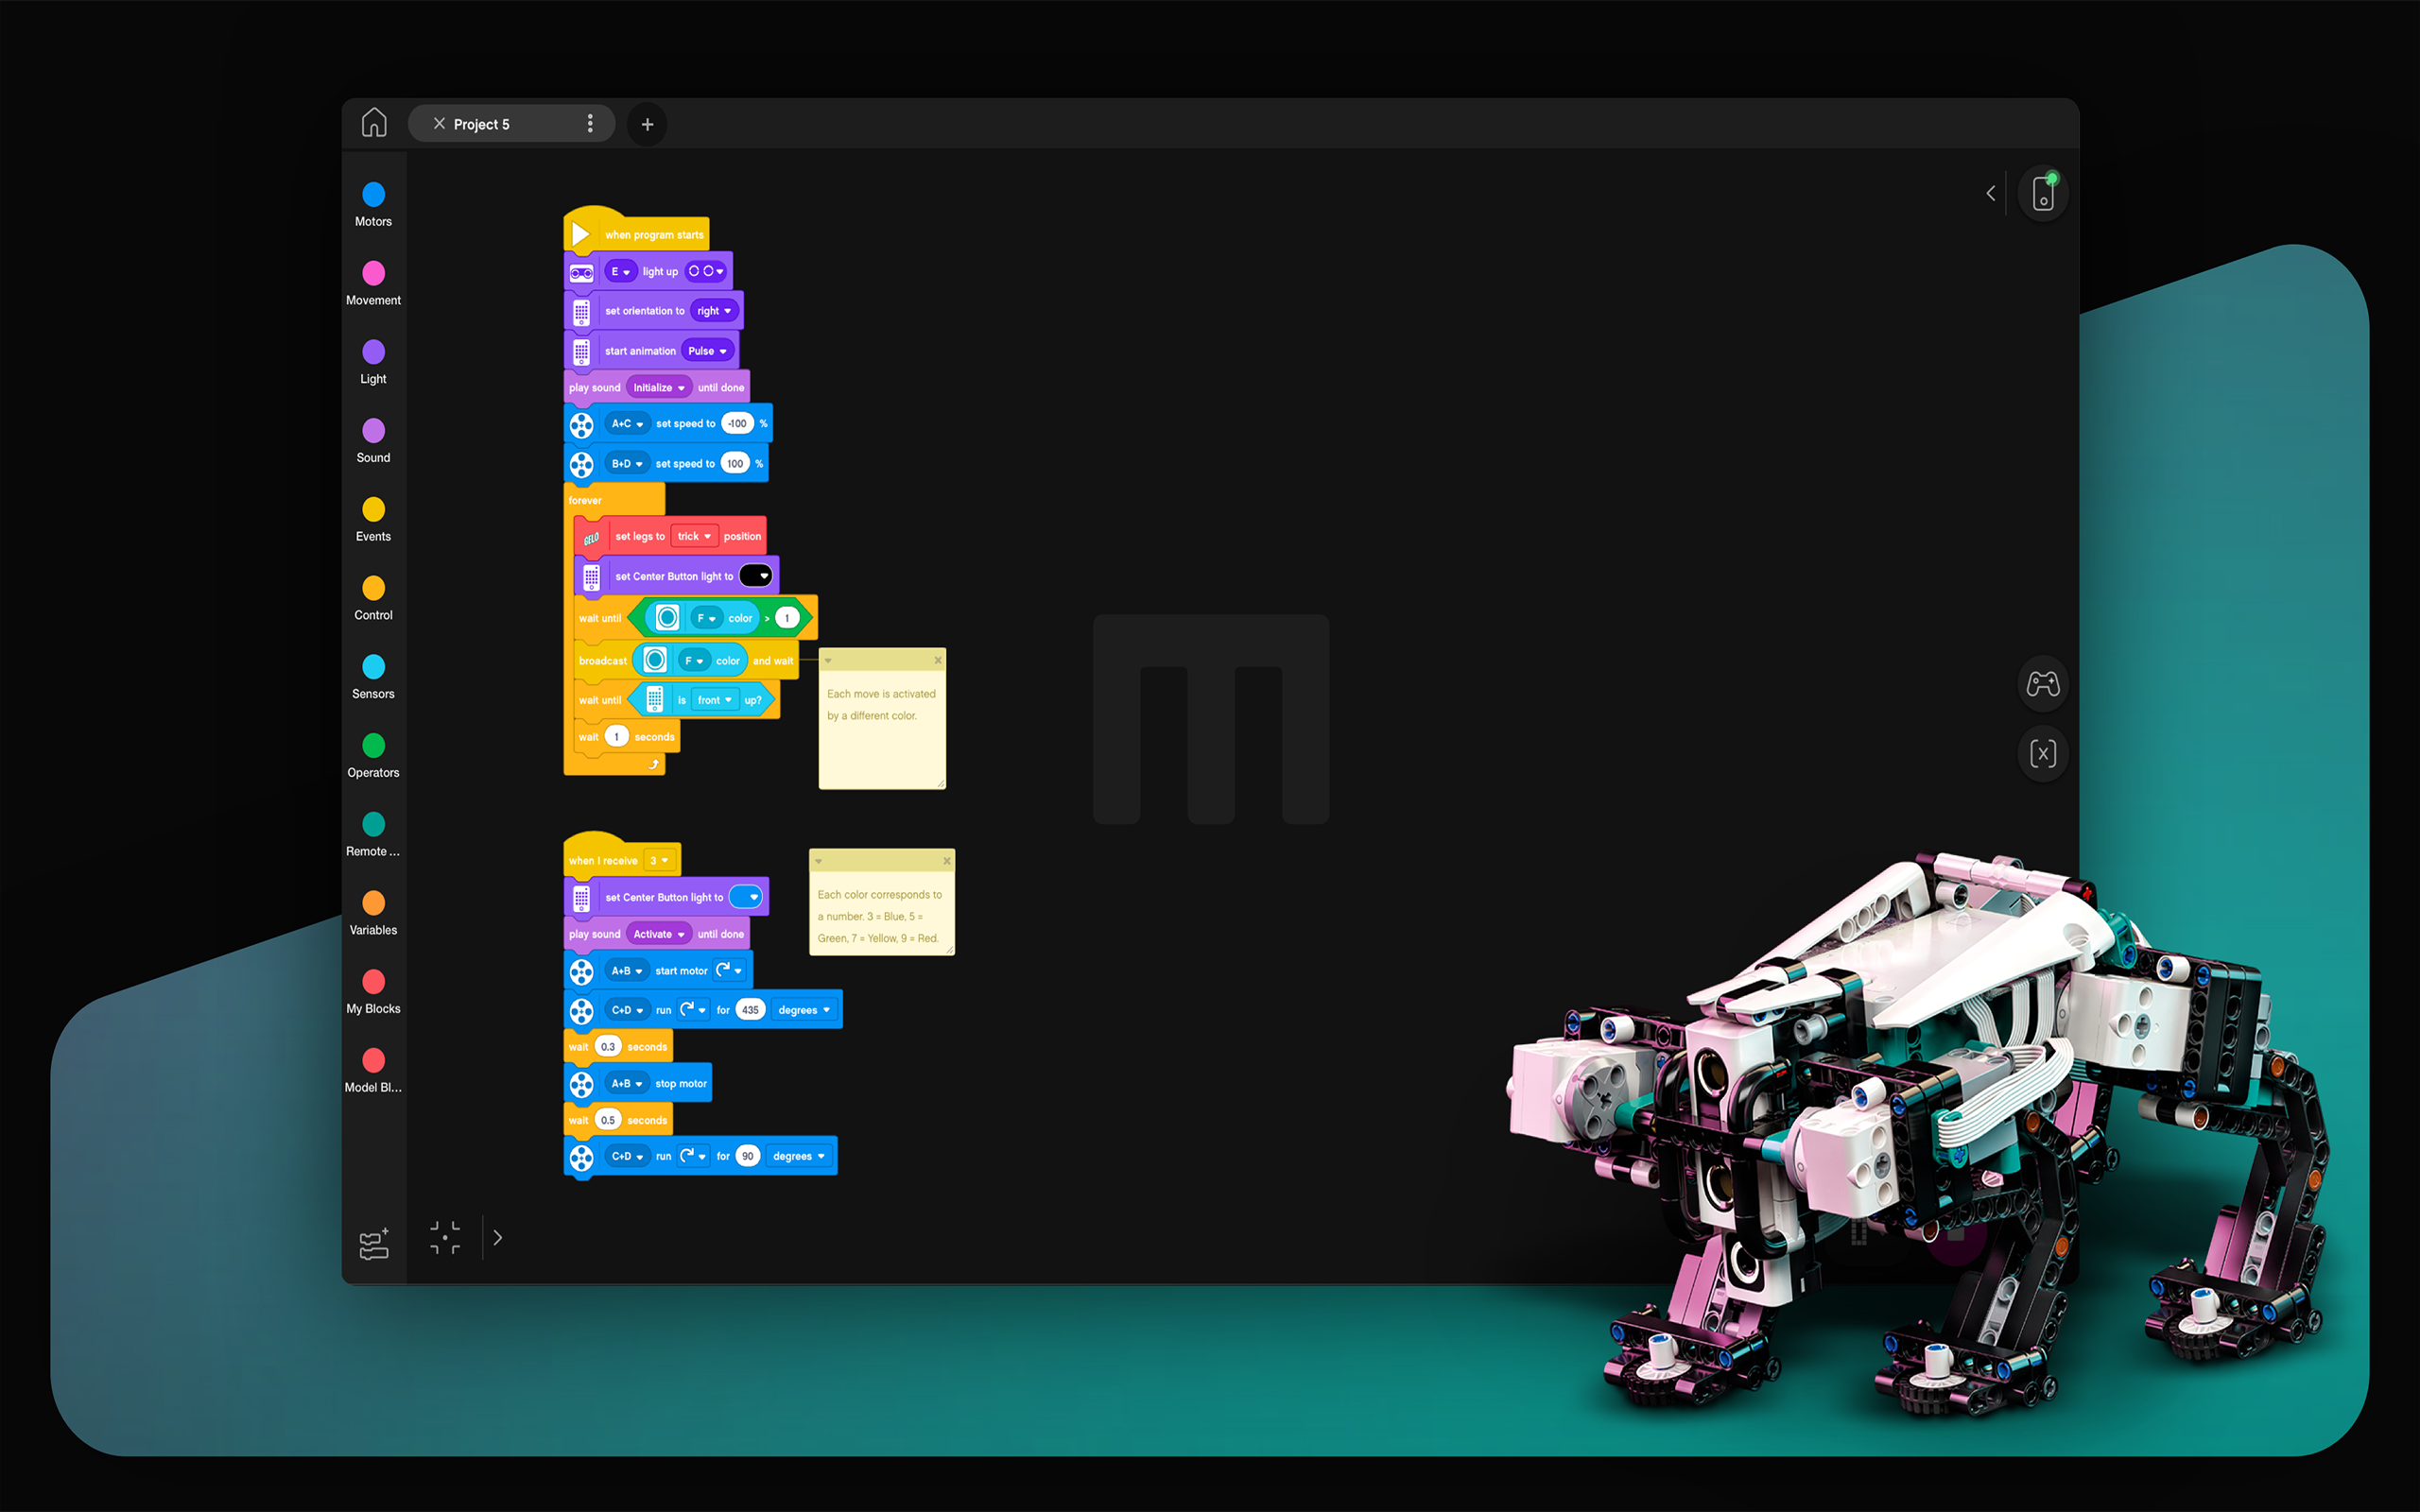 Project 5
Motors
Movement
Light
Sound
Events
Control
Sensors
Operators
Remote ...
Variables
My Blocks
Model Bl...
when program starts
E light up
set orientation to right
start animation Pulse
play sound Initialize until done
A+C set speed to -100 %
B+D set speed to 100 %
forever
GELO set legs to trick position
set Center Button light to
wait until F color > 1
broadcast F color and wait
wait until is front up?
wait 1 seconds
Each move is activated
by a different color.
when I receive 3
set Center Button light to
play sound Activate until done
A+B start motor
C+D run for 435 degrees
wait 0.3 seconds
A+B stop motor
wait 0.5 seconds
C+D run for 90 degrees
Each color corresponds to
a number. 3 = Blue, 5 =
Green, 7 = Yellow, 9 = Red.